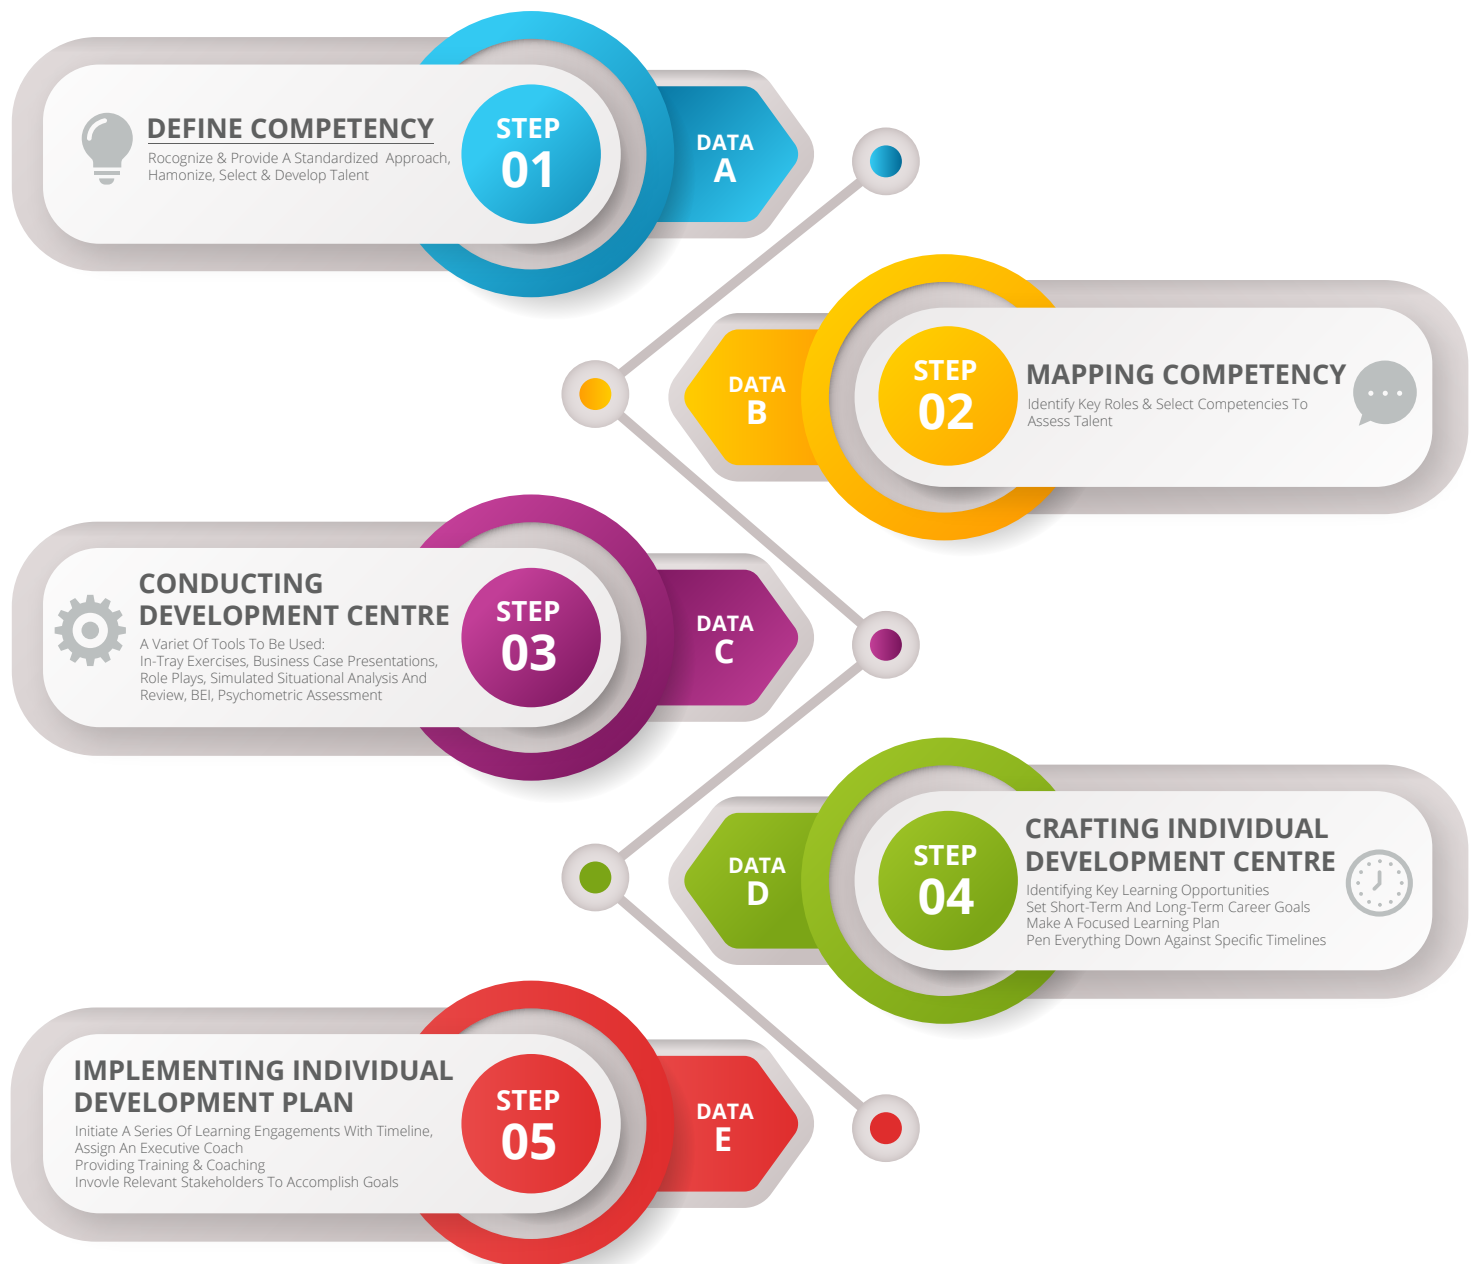 DEFINE COMPETENCY
Rocognize & Provide A Standardized Approach,
Hamonize, Select & Develop Talent
STEP
01
DATA
A
DATA
B
STEP
02
MAPPING COMPETENCY
Identify Key Roles & Select Competencies To
Assess Talent
CONDUCTING
DEVELOPMENT CENTRE
A Variet Of Tools To Be Used:
In-Tray Exercises, Business Case Presentations,
Role Plays, Simulated Situational Analysis And
Review, BEI, Psychometric Assessment
STEP
03
DATA
C
DATA
D
STEP
04
CRAFTING INDIVIDUAL
DEVELOPMENT CENTRE
Identifying Key Learning Opportunities
Set Short-Term And Long-Term Career Goals
Make A Focused Learning Plan
Pen Everything Down Against Specific Timelines
IMPLEMENTING INDIVIDUAL
DEVELOPMENT PLAN
Initiate A Series Of Learning Engagements With Timeline,
Assign An Executive Coach
Providing Training & Coaching
Invovle Relevant Stakeholders To Accomplish Goals
STEP
05
DATA
E